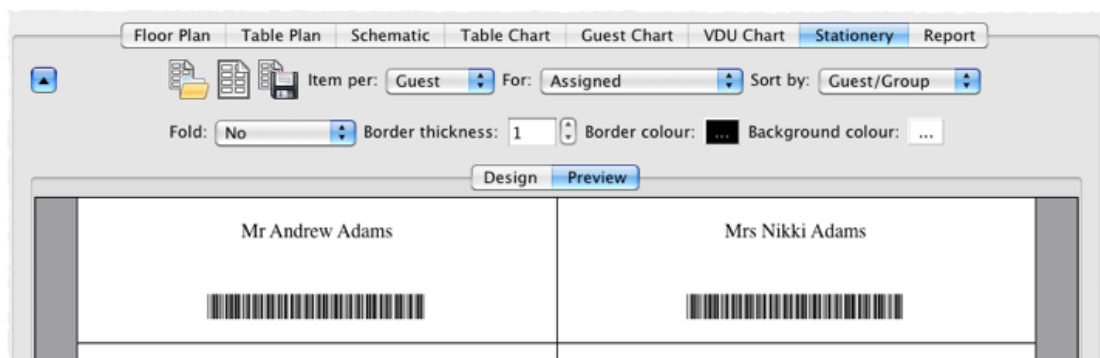 Floor Plan Table Plan Schematic Table Chart Guest Chart VDU Chart Stationery Report
Item per: Guest For: Assigned Sort by: Guest/Group
Fold: No Border thickness: 1 Border colour: ... Background colour: ...
Design Preview
Mr Andrew Adams Mrs Nikki Adams